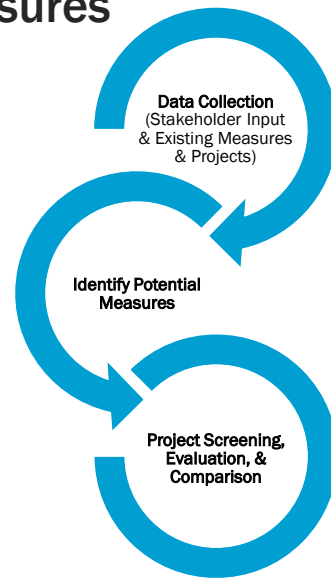 sures
Data Collection
(Stakeholder Input
& Existing Measures
& Projects)
Identify Potential
Measures
Project Screening,
Evaluation, &
Comparison